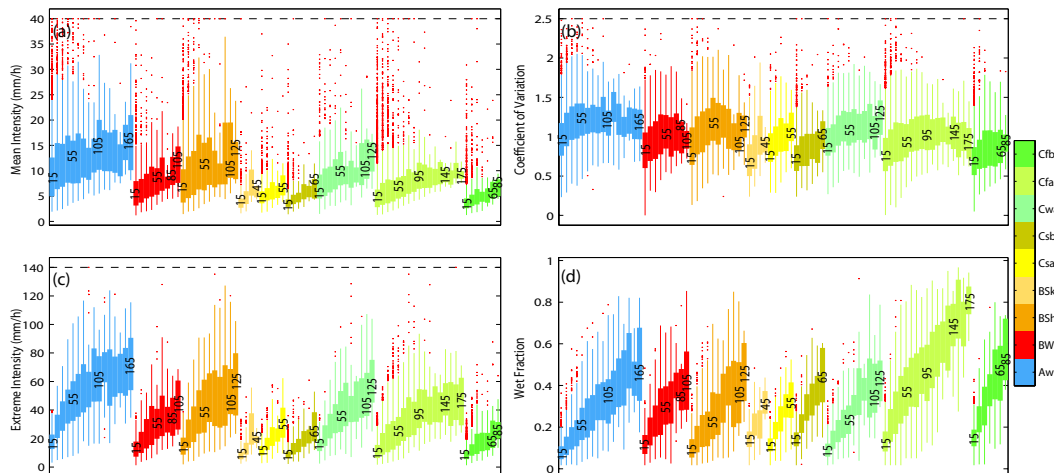 (a)
Mean Intensity (mm/h)
40
35
30
25
20
15
10
5
0
15 55 105 165 15 55 85 105 15 55 105 125 15 45 15 55 15 65 15 55 105 125 15 55 95 145 175 15 65 85
(b)
Coefficient of Variation
2.5
2
1.5
1
0.5
0
15 55 105 165 15 55 85 105 15 55 105 125 15 45 15 55 15 65 15 55 105 125 15 55 95 145 175 15 65 85
(c)
Extreme Intensity (mm/h)
140
120
100
80
60
40
20
0
15 55 105 165 15 55 85 105 15 55 105 125 15 45 15 55 15 65 15 55 105 125 15 55 95 145 175 15 65 85
(d)
Wet Fraction
1
0.8
0.6
0.4
0.2
0
15 55 105 165 15 55 85 105 15 55 105 125 15 45 15 55 15 65 15 55 105 125 15 55 95 145 175 15 65 85
Cfb
Cfa
Cwa
Csb
Csa
BSk
BSh
BW
Aw